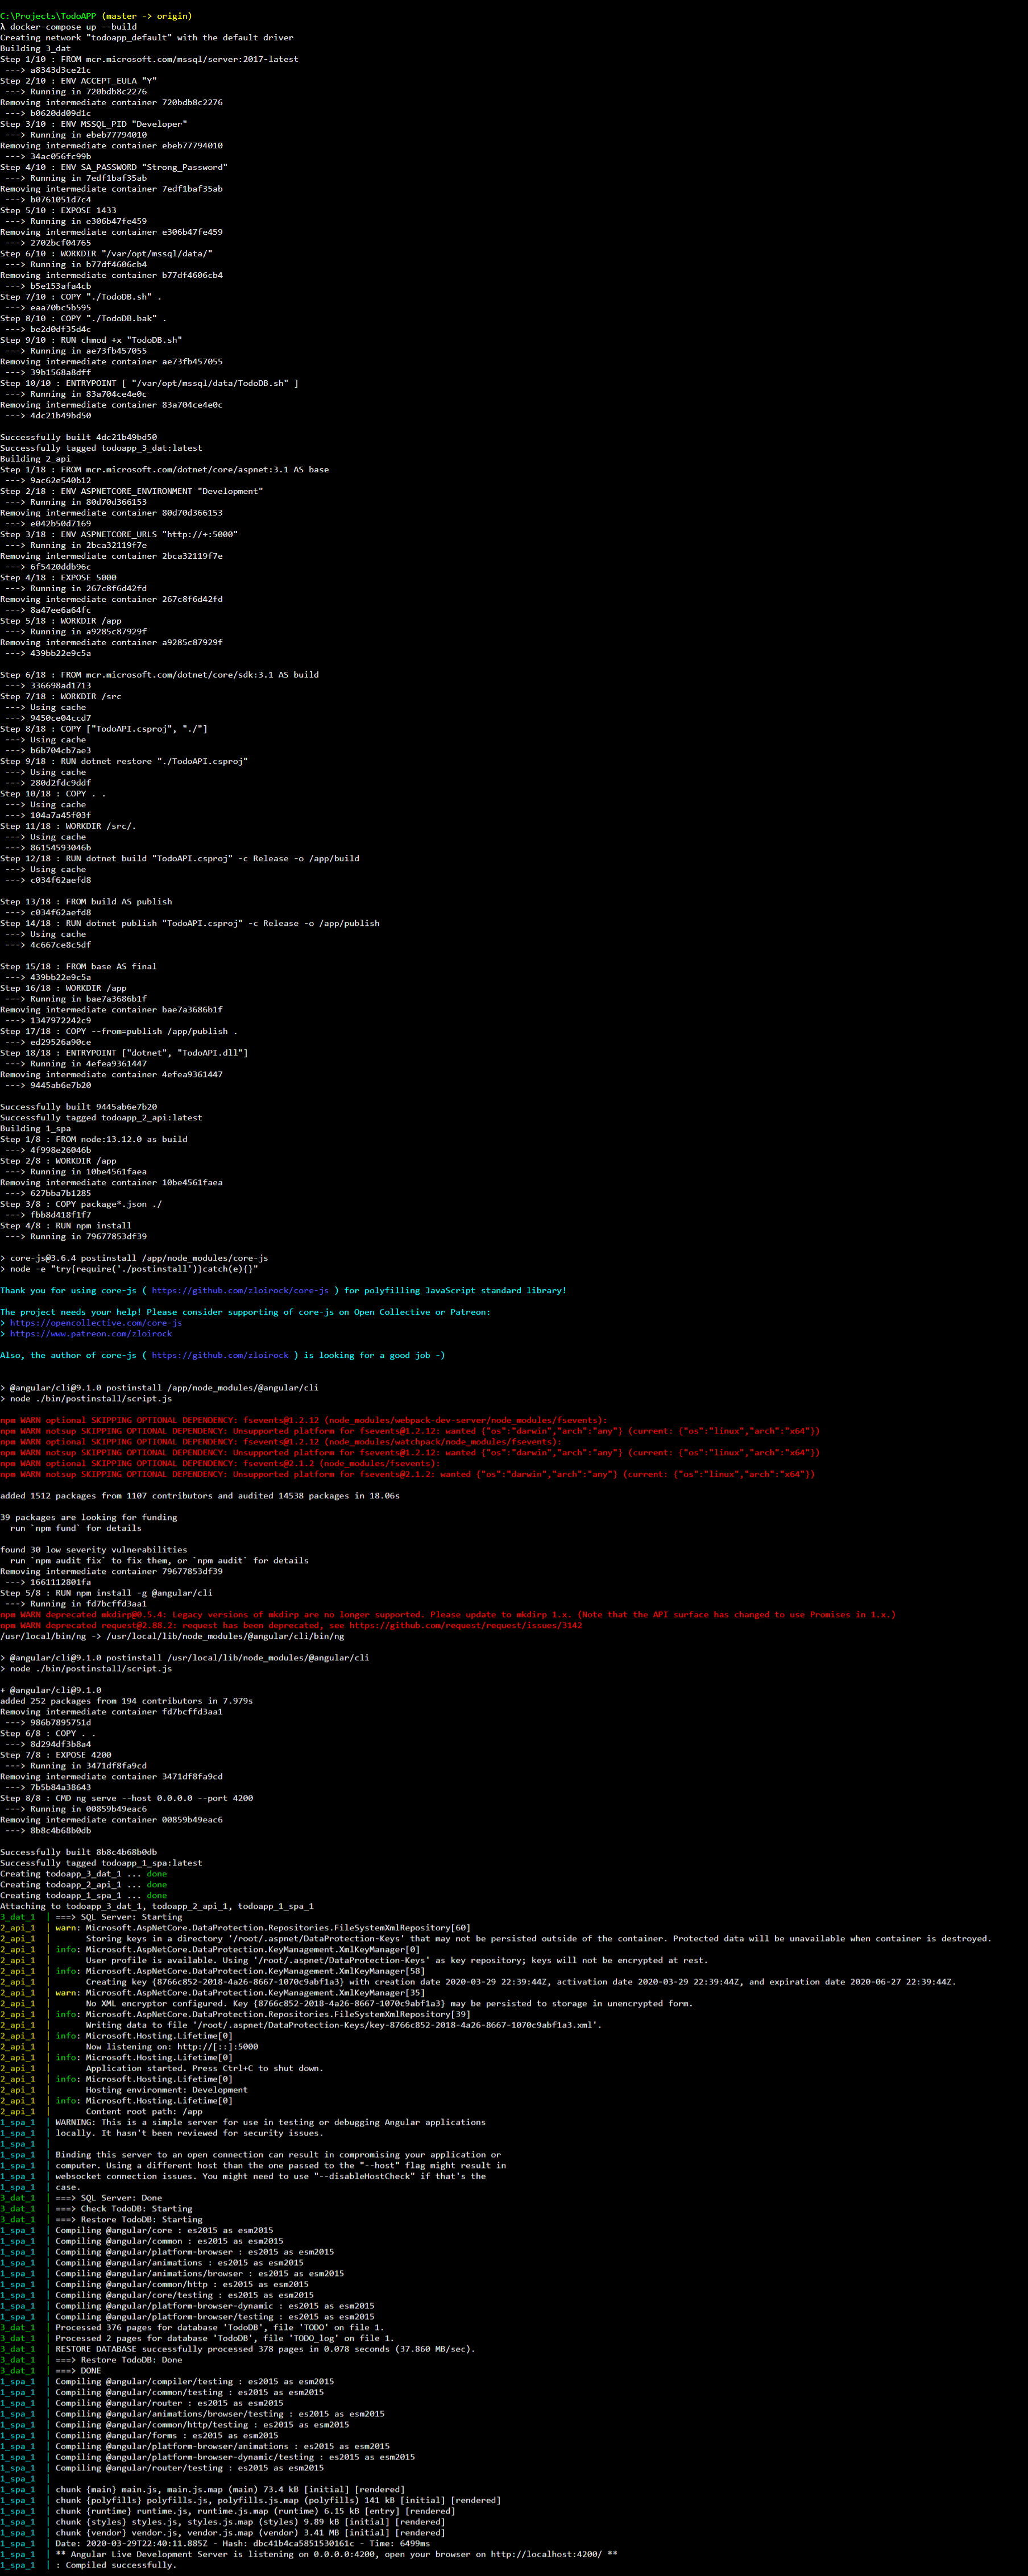 C:\Projects\TodoAPP (master -> origin)
λ docker-compose up --build
Creating network "todoapp_default" with the default driver
Building 3_dat
Step 1/10 : FROM mcr.microsoft.com/mssql/server:2017-latest
 ---> a8343d3ce21c
Step 2/10 : ENV ACCEPT_EULA "Y"
 ---> Running in 720bdb8c2276
Removing intermediate container 720bdb8c2276
 ---> b0620dd09d1c
Step 3/10 : ENV MSSQL_PID "Developer"
 ---> Running in ebeb77794010
Removing intermediate container ebeb77794010
 ---> 34ac056fc99b
Step 4/10 : ENV SA_PASSWORD "Strong_Password"
 ---> Running in 7edf1baf35ab
Removing intermediate container 7edf1baf35ab
 ---> b0761051d7c4
Step 5/10 : EXPOSE 1433
 ---> Running in e306b47fe459
Removing intermediate container e306b47fe459
 ---> 2702bcf04765
Step 6/10 : WORKDIR "/var/opt/mssql/data/"
 ---> Running in b77df4606cb4
Removing intermediate container b77df4606cb4
 ---> b5e153afa4cb
Step 7/10 : COPY "./TodoDB.sh" .
 ---> eaa70bc5b595
Step 8/10 : COPY "./TodoDB.bak" .
 ---> be2d0df35d4c
Step 9/10 : RUN chmod +x "TodoDB.sh"
 ---> Running in ae73fb457055
Removing intermediate container ae73fb457055
 ---> 39b1568a8dff
Step 10/10 : ENTRYPOINT [ "/var/opt/mssql/data/TodoDB.sh" ]
 ---> Running in 83a704ce4e0c
Removing intermediate container 83a704ce4e0c
 ---> 4dc21b49bd50
Successfully built 4dc21b49bd50
Successfully tagged todoapp_3_dat:latest
Building 2_api
Step 1/18 : FROM mcr.microsoft.com/dotnet/core/aspnet:3.1 AS base
 ---> 9ac62e540b12
Step 2/18 : ENV ASPNETCORE_ENVIRONMENT "Development"
 ---> Running in 80d70d366153
Removing intermediate container 80d70d366153
 ---> e042b50d7169
Step 3/18 : ENV ASPNETCORE_URLS "http://+:5000"
 ---> Running in 2bca32119f7e
Removing intermediate container 2bca32119f7e
 ---> 6f5420ddb96c
Step 4/18 : EXPOSE 5000
 ---> Running in 267c8f6d42fd
Removing intermediate container 267c8f6d42fd
 ---> 8a47ee6a64fc
Step 5/18 : WORKDIR /app
 ---> Running in a9285c87929f
Removing intermediate container a9285c87929f
 ---> 439bb22e9c5a
Step 6/18 : FROM mcr.microsoft.com/dotnet/core/sdk:3.1 AS build
 ---> 336698ad1713
Step 7/18 : WORKDIR /src
 ---> Using cache
 ---> 9450ce04ccd7
Step 8/18 : COPY ["TodoAPI.csproj", "./"]
 ---> Using cache
 ---> b6b704cb7ae3
Step 9/18 : RUN dotnet restore "./TodoAPI.csproj"
 ---> Using cache
 ---> 280d2fdc9ddf
Step 10/18 : COPY . .
 ---> Using cache
 ---> 104a7a45f03f
Step 11/18 : WORKDIR /src/.
 ---> Using cache
 ---> 86154593046b
Step 12/18 : RUN dotnet build "TodoAPI.csproj" -c Release -o /app/build
 ---> Using cache
 ---> c034f62aefd8
Step 13/18 : FROM build AS publish
 ---> c034f62aefd8
Step 14/18 : RUN dotnet publish "TodoAPI.csproj" -c Release -o /app/publish
 ---> Using cache
 ---> 4c667ce8c5df
Step 15/18 : FROM base AS final
 ---> 439bb22e9c5a
Step 16/18 : WORKDIR /app
 ---> Running in bae7a3686b1f
Removing intermediate container bae7a3686b1f
 ---> 1347972242c9
Step 17/18 : COPY --from=publish /app/publish .
 ---> ed29526a90ce
Step 18/18 : ENTRYPOINT ["dotnet", "TodoAPI.dll"]
 ---> Running in 4efea9361447
Removing intermediate container 4efea9361447
 ---> 9445ab6e7b20
Successfully built 9445ab6e7b20
Successfully tagged todoapp_2_api:latest
Building 1_spa
Step 1/8 : FROM node:13.12.0 as build
 ---> 4f998e26046b
Step 2/8 : WORKDIR /app
 ---> Running in 10be4561faea
Removing intermediate container 10be4561faea
 ---> 627bba7b1285
Step 3/8 : COPY package*.json ./
 ---> fbb8d418f1f7
Step 4/8 : RUN npm install
 ---> Running in 79677853df39
> core-js@3.6.4 postinstall /app/node_modules/core-js
> node -e "try{require('./postinstall')}catch(e){}"
Thank you for using core-js ( https://github.com/zloirock/core-js ) for polyfilling JavaScript standard library!
The project needs your help! Please consider supporting of core-js on Open Collective or Patreon:
> https://opencollective.com/core-js
> https://www.patreon.com/zloirock
Also, the author of core-js ( https://github.com/zloirock ) is looking for a good job -)
> @angular/cli@9.1.0 postinstall /app/node_modules/@angular/cli
> node ./bin/postinstall/script.js
npm WARN optional SKIPPING OPTIONAL DEPENDENCY: fsevents@1.2.12 (node_modules/webpack-dev-server/node_modules/fsevents):
npm WARN notsup SKIPPING OPTIONAL DEPENDENCY: Unsupported platform for fsevents@1.2.12: wanted {"os":"darwin","arch":"any"} (current: {"os":"linux","arch":"x64"})
npm WARN optional SKIPPING OPTIONAL DEPENDENCY: fsevents@1.2.12 (node_modules/watchpack/node_modules/fsevents):
npm WARN notsup SKIPPING OPTIONAL DEPENDENCY: Unsupported platform for fsevents@1.2.12: wanted {"os":"darwin","arch":"any"} (current: {"os":"linux","arch":"x64"})
npm WARN optional SKIPPING OPTIONAL DEPENDENCY: fsevents@2.1.2 (node_modules/fsevents):
npm WARN notsup SKIPPING OPTIONAL DEPENDENCY: Unsupported platform for fsevents@2.1.2: wanted {"os":"darwin","arch":"any"} (current: {"os":"linux","arch":"x64"})
added 1512 packages from 1107 contributors and audited 14538 packages in 18.06s
39 packages are looking for funding
  run `npm fund` for details
found 30 low severity vulnerabilities
  run `npm audit fix` to fix them, or `npm audit` for details
Removing intermediate container 79677853df39
 ---> 1661112801fa
Step 5/8 : RUN npm install -g @angular/cli
 ---> Running in fd7bcffd3aa1
npm WARN deprecated mkdirp@0.5.4: Legacy versions of mkdirp are no longer supported. Please update to mkdirp 1.x. (Note that the API surface has changed to use Promises in 1.x.)
npm WARN deprecated request@2.88.2: request has been deprecated, see https://github.com/request/request/issues/3142
/usr/local/bin/ng -> /usr/local/lib/node_modules/@angular/cli/bin/ng
> @angular/cli@9.1.0 postinstall /usr/local/lib/node_modules/@angular/cli
> node ./bin/postinstall/script.js
+ @angular/cli@9.1.0
added 252 packages from 194 contributors in 7.979s
Removing intermediate container fd7bcffd3aa1
 ---> 986b7895751d
Step 6/8 : COPY . .
 ---> 8d294df3b8a4
Step 7/8 : EXPOSE 4200
 ---> Running in 3471df8fa9cd
Removing intermediate container 3471df8fa9cd
 ---> 7b5b84a38643
Step 8/8 : CMD ng serve --host 0.0.0.0 --port 4200
 ---> Running in 00859b49eac6
Removing intermediate container 00859b49eac6
 ---> 8b8c4b68b0db
Successfully built 8b8c4b68b0db
Successfully tagged todoapp_1_spa:latest
Creating todoapp_3_dat_1 ... done
Creating todoapp_2_api_1 ... done
Creating todoapp_1_spa_1 ... done
Attaching to todoapp_3_dat_1, todoapp_2_api_1, todoapp_1_spa_1
3_dat_1  | ===> SQL Server: Starting
2_api_1  | warn: Microsoft.AspNetCore.DataProtection.Repositories.FileSystemXmlRepository[60]
2_api_1  |       Storing keys in a directory '/root/.aspnet/DataProtection-Keys' that may not be persisted outside of the container. Protected data will be unavailable when container is destroyed.
2_api_1  | info: Microsoft.AspNetCore.DataProtection.KeyManagement.XmlKeyManager[0]
2_api_1  |       User profile is available. Using '/root/.aspnet/DataProtection-Keys' as key repository; keys will not be encrypted at rest.
2_api_1  | info: Microsoft.AspNetCore.DataProtection.KeyManagement.XmlKeyManager[58]
2_api_1  |       Creating key {8766c852-2018-4a26-8667-1070c9abf1a3} with creation date 2020-03-29 22:39:44Z, activation date 2020-03-29 22:39:44Z, and expiration date 2020-06-27 22:39:44Z.
2_api_1  | warn: Microsoft.AspNetCore.DataProtection.KeyManagement.XmlKeyManager[35]
2_api_1  |       No XML encryptor configured. Key {8766c852-2018-4a26-8667-1070c9abf1a3} may be persisted to storage in unencrypted form.
2_api_1  | info: Microsoft.AspNetCore.DataProtection.Repositories.FileSystemXmlRepository[39]
2_api_1  |       Writing data to file '/root/.aspnet/DataProtection-Keys/key-8766c852-2018-4a26-8667-1070c9abf1a3.xml'.
2_api_1  | info: Microsoft.Hosting.Lifetime[0]
2_api_1  |       Now listening on: http://[::]:5000
2_api_1  | info: Microsoft.Hosting.Lifetime[0]
2_api_1  |       Application started. Press Ctrl+C to shut down.
2_api_1  | info: Microsoft.Hosting.Lifetime[0]
2_api_1  |       Hosting environment: Development
2_api_1  | info: Microsoft.Hosting.Lifetime[0]
2_api_1  |       Content root path: /app
1_spa_1  | WARNING: This is a simple server for use in testing or debugging Angular applications
1_spa_1  | locally. It hasn't been reviewed for security issues.
1_spa_1  |
1_spa_1  | Binding this server to an open connection can result in compromising your application or
1_spa_1  | computer. Using a different host than the one passed to the "--host" flag might result in
1_spa_1  | websocket connection issues. You might need to use "--disableHostCheck" if that's the
1_spa_1  | case.
3_dat_1  | ===> SQL Server: Done
3_dat_1  | ===> Check TodoDB: Starting
3_dat_1  | ===> Restore TodoDB: Starting
1_spa_1  | Compiling @angular/core : es2015 as esm2015
1_spa_1  | Compiling @angular/common : es2015 as esm2015
1_spa_1  | Compiling @angular/platform-browser : es2015 as esm2015
1_spa_1  | Compiling @angular/animations : es2015 as esm2015
1_spa_1  | Compiling @angular/animations/browser : es2015 as esm2015
1_spa_1  | Compiling @angular/common/http : es2015 as esm2015
1_spa_1  | Compiling @angular/core/testing : es2015 as esm2015
1_spa_1  | Compiling @angular/platform-browser-dynamic : es2015 as esm2015
1_spa_1  | Compiling @angular/platform-browser/testing : es2015 as esm2015
3_dat_1  | Processed 376 pages for database 'TodoDB', file 'TODO' on file 1.
3_dat_1  | Processed 2 pages for database 'TodoDB', file 'TODO_log' on file 1.
3_dat_1  | RESTORE DATABASE successfully processed 378 pages in 0.078 seconds (37.860 MB/sec).
3_dat_1  | ===> Restore TodoDB: Done
3_dat_1  | ===> DONE
1_spa_1  | Compiling @angular/compiler/testing : es2015 as esm2015
1_spa_1  | Compiling @angular/common/testing : es2015 as esm2015
1_spa_1  | Compiling @angular/router : es2015 as esm2015
1_spa_1  | Compiling @angular/animations/browser/testing : es2015 as esm2015
1_spa_1  | Compiling @angular/common/http/testing : es2015 as esm2015
1_spa_1  | Compiling @angular/forms : es2015 as esm2015
1_spa_1  | Compiling @angular/platform-browser/animations : es2015 as esm2015
1_spa_1  | Compiling @angular/platform-browser-dynamic/testing : es2015 as esm2015
1_spa_1  | Compiling @angular/router/testing : es2015 as esm2015
1_spa_1  |
1_spa_1  | chunk {main} main.js, main.js.map (main) 73.4 kB [initial] [rendered]
1_spa_1  | chunk {polyfills} polyfills.js, polyfills.js.map (polyfills) 141 kB [initial] [rendered]
1_spa_1  | chunk {runtime} runtime.js, runtime.js.map (runtime) 6.15 kB [entry] [rendered]
1_spa_1  | chunk {styles} styles.js, styles.js.map (styles) 9.89 kB [initial] [rendered]
1_spa_1  | chunk {vendor} vendor.js, vendor.js.map (vendor) 3.41 MB [initial] [rendered]
1_spa_1  | Date: 2020-03-29T22:40:11.885Z - Hash: dbc41b4ca5851530161c - Time: 6499ms
1_spa_1  | ** Angular Live Development Server is listening on 0.0.0.0:4200, open your browser on http://localhost:4200/ **
1_spa_1  | : Compiled successfully.